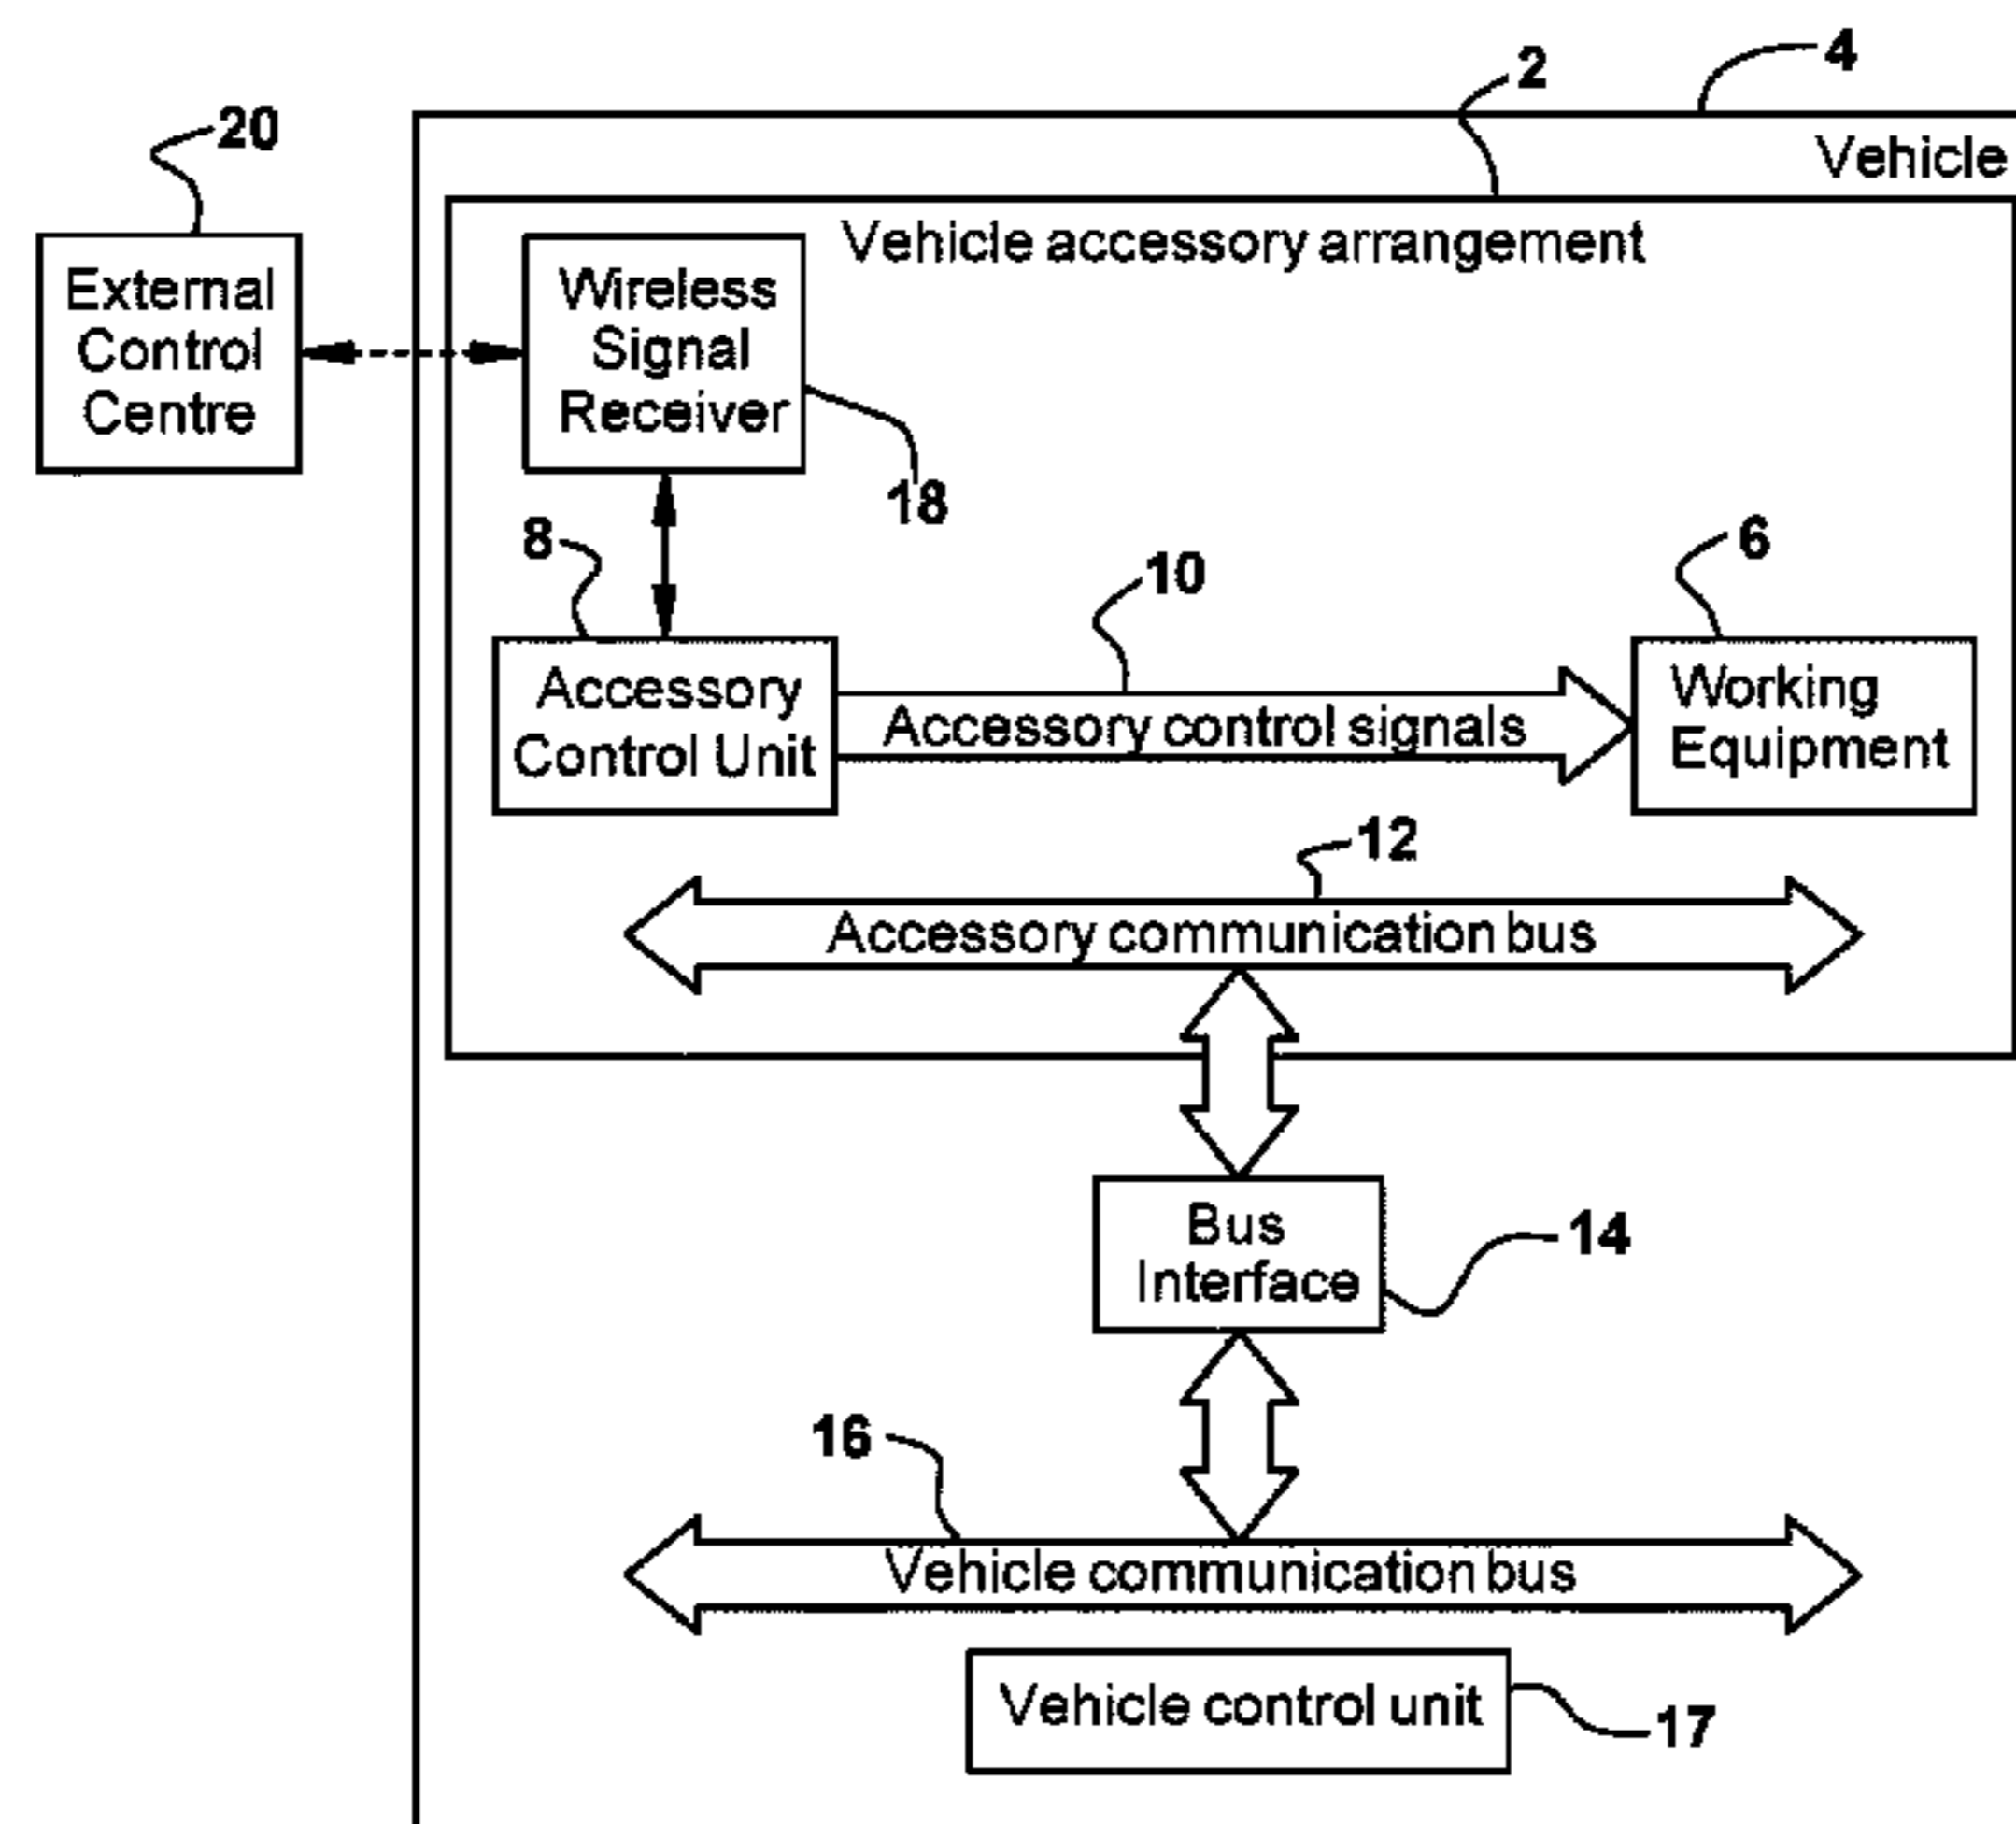 4
2
20
Vehicle
Vehicle accessory arrangement
External
Control
Centre
Wireless
Signal
Receiver
18
8
10
6
Accessory
Control Unit
Accessory control signals
Working
Equipment
12
Accessory communication bus
Bus
Interface
14
16
Vehicle communication bus
Vehicle control unit
17